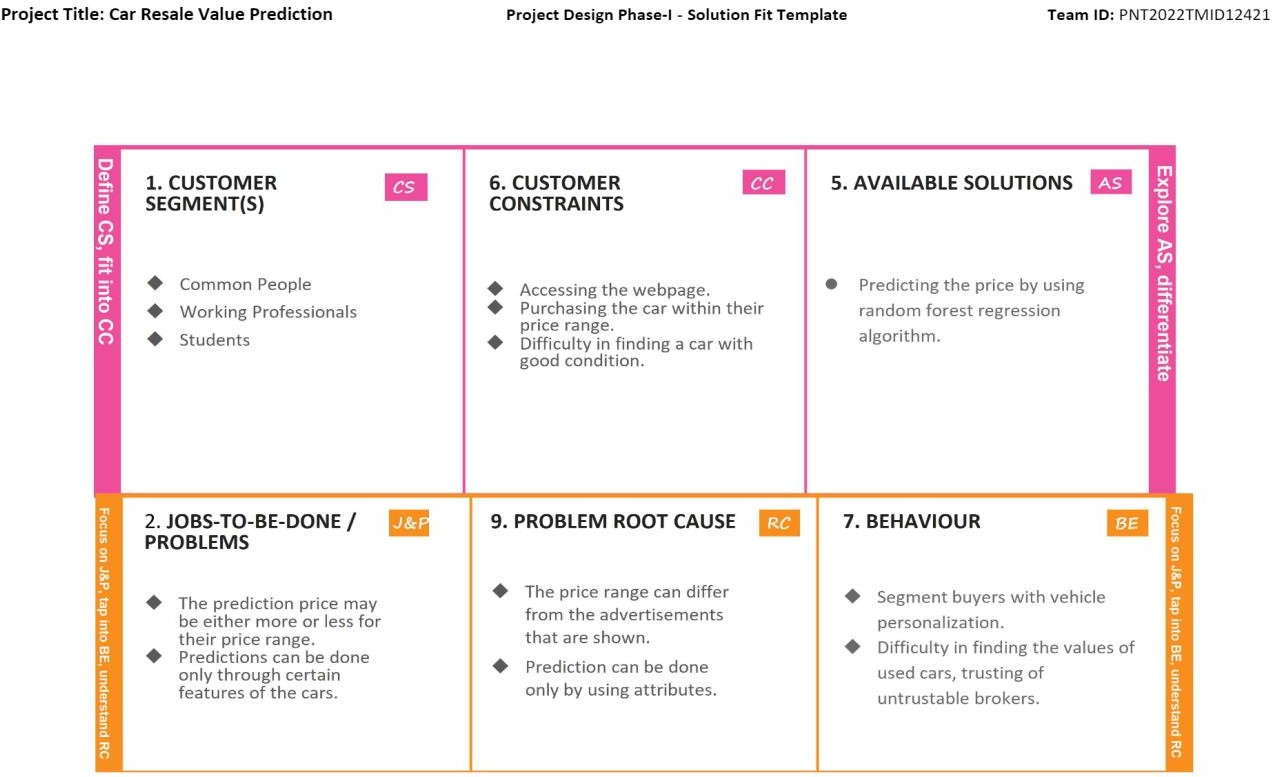 Project Title: Car Resale Value Prediction
Project Design Phase-I - Solution Fit Template
Team ID: PNT2022TMID12421
Define CS, fit into CC
1. CUSTOMER
SEGMENT(S)
CS
Common People
Working Professionals
Students
6. CUSTOMER
CONSTRAINTS
CC
Accessing the webpage.
Purchasing the car within their
price range.
Difficulty in finding a car with
good condition.
5. AVAILABLE SOLUTIONS
AS
Predicting the price by using
random forest regression
algorithm.
Explore AS, differentiate
Focus on J&P, tap into BE, understand RC
2. JOBS-TO-BE-DONE /
PROBLEMS
J&P
The prediction price may
be either more or less for
their price range.
Predictions can be done
only through certain
features of the cars.
9. PROBLEM ROOT CAUSE
RC
The price range can differ
from the advertisements
that are shown.
Prediction can be done
only by using attributes.
7. BEHAVIOUR
BE
Segment buyers with vehicle
personalization.
Difficulty in finding the values of
used cars, trusting of
untrustable brokers.
Focus on J&P, tap into BE, understand RC